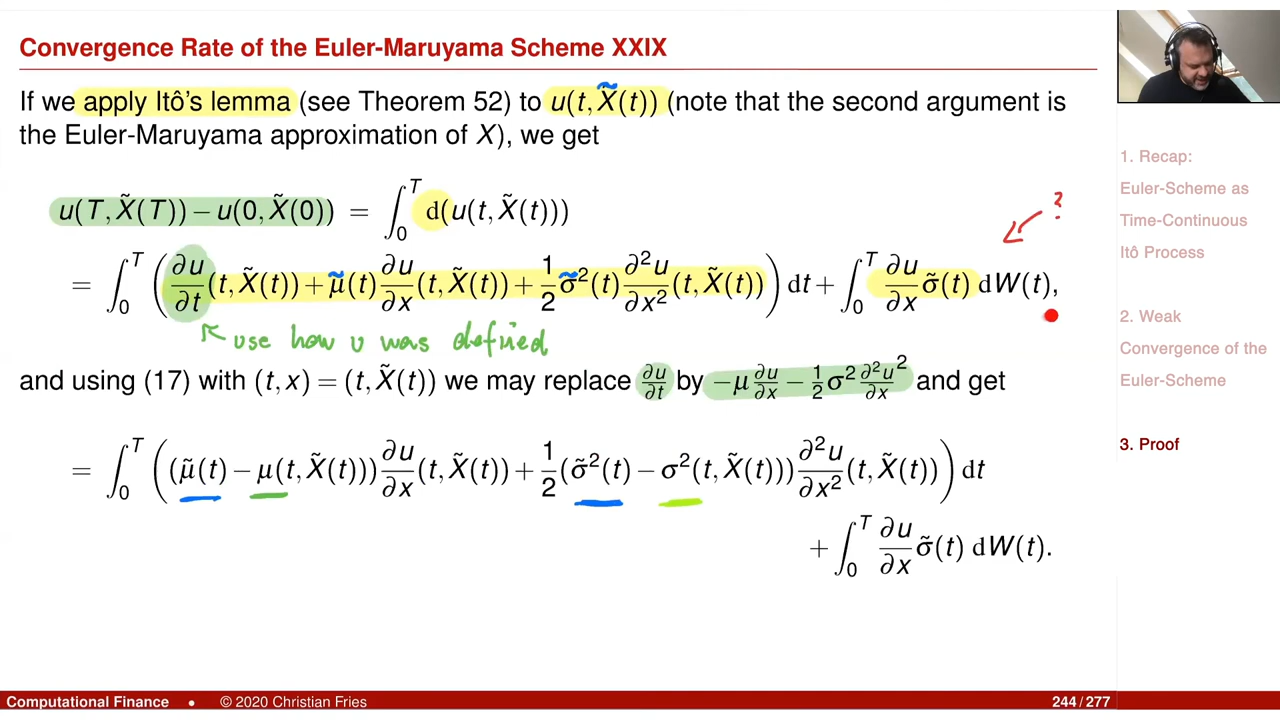 Convergence Rate of the Euler-Maruyama Scheme XXIX
If we apply Itô's lemma (see Theorem 52) to u(t, X̃(t)) (note that the second argument is
the Euler-Maruyama approximation of X), we get
u(T, X̃(T)) − u(0, X̃(0)) = ∫₀ᵀ d(u(t, X̃(t)))
?
= ∫₀ᵀ ( ∂u/∂t (t, X̃(t)) + μ̃(t) ∂u/∂x (t, X̃(t)) + 1/2 σ̃²(t) ∂²u/∂x² (t, X̃(t)) ) dt + ∫₀ᵀ ∂u/∂x σ̃(t) dW(t),
use how u was defined
and using (17) with (t, x) = (t, X̃(t)) we may replace ∂u/∂t by −μ ∂u/∂x − 1/2 σ² ∂²u²/∂x and get
= ∫₀ᵀ ( (μ̃(t) − μ(t, X̃(t))) ∂u/∂x (t, X̃(t)) + 1/2 (σ̃²(t) − σ²(t, X̃(t))) ∂²u/∂x² (t, X̃(t)) ) dt
+ ∫₀ᵀ ∂u/∂x σ̃(t) dW(t).
1. Recap:
Euler-Scheme as
Time-Continuous
Itô Process
2. Weak
Convergence of the
Euler-Scheme
3. Proof
Computational Finance • © 2020 Christian Fries 244/277